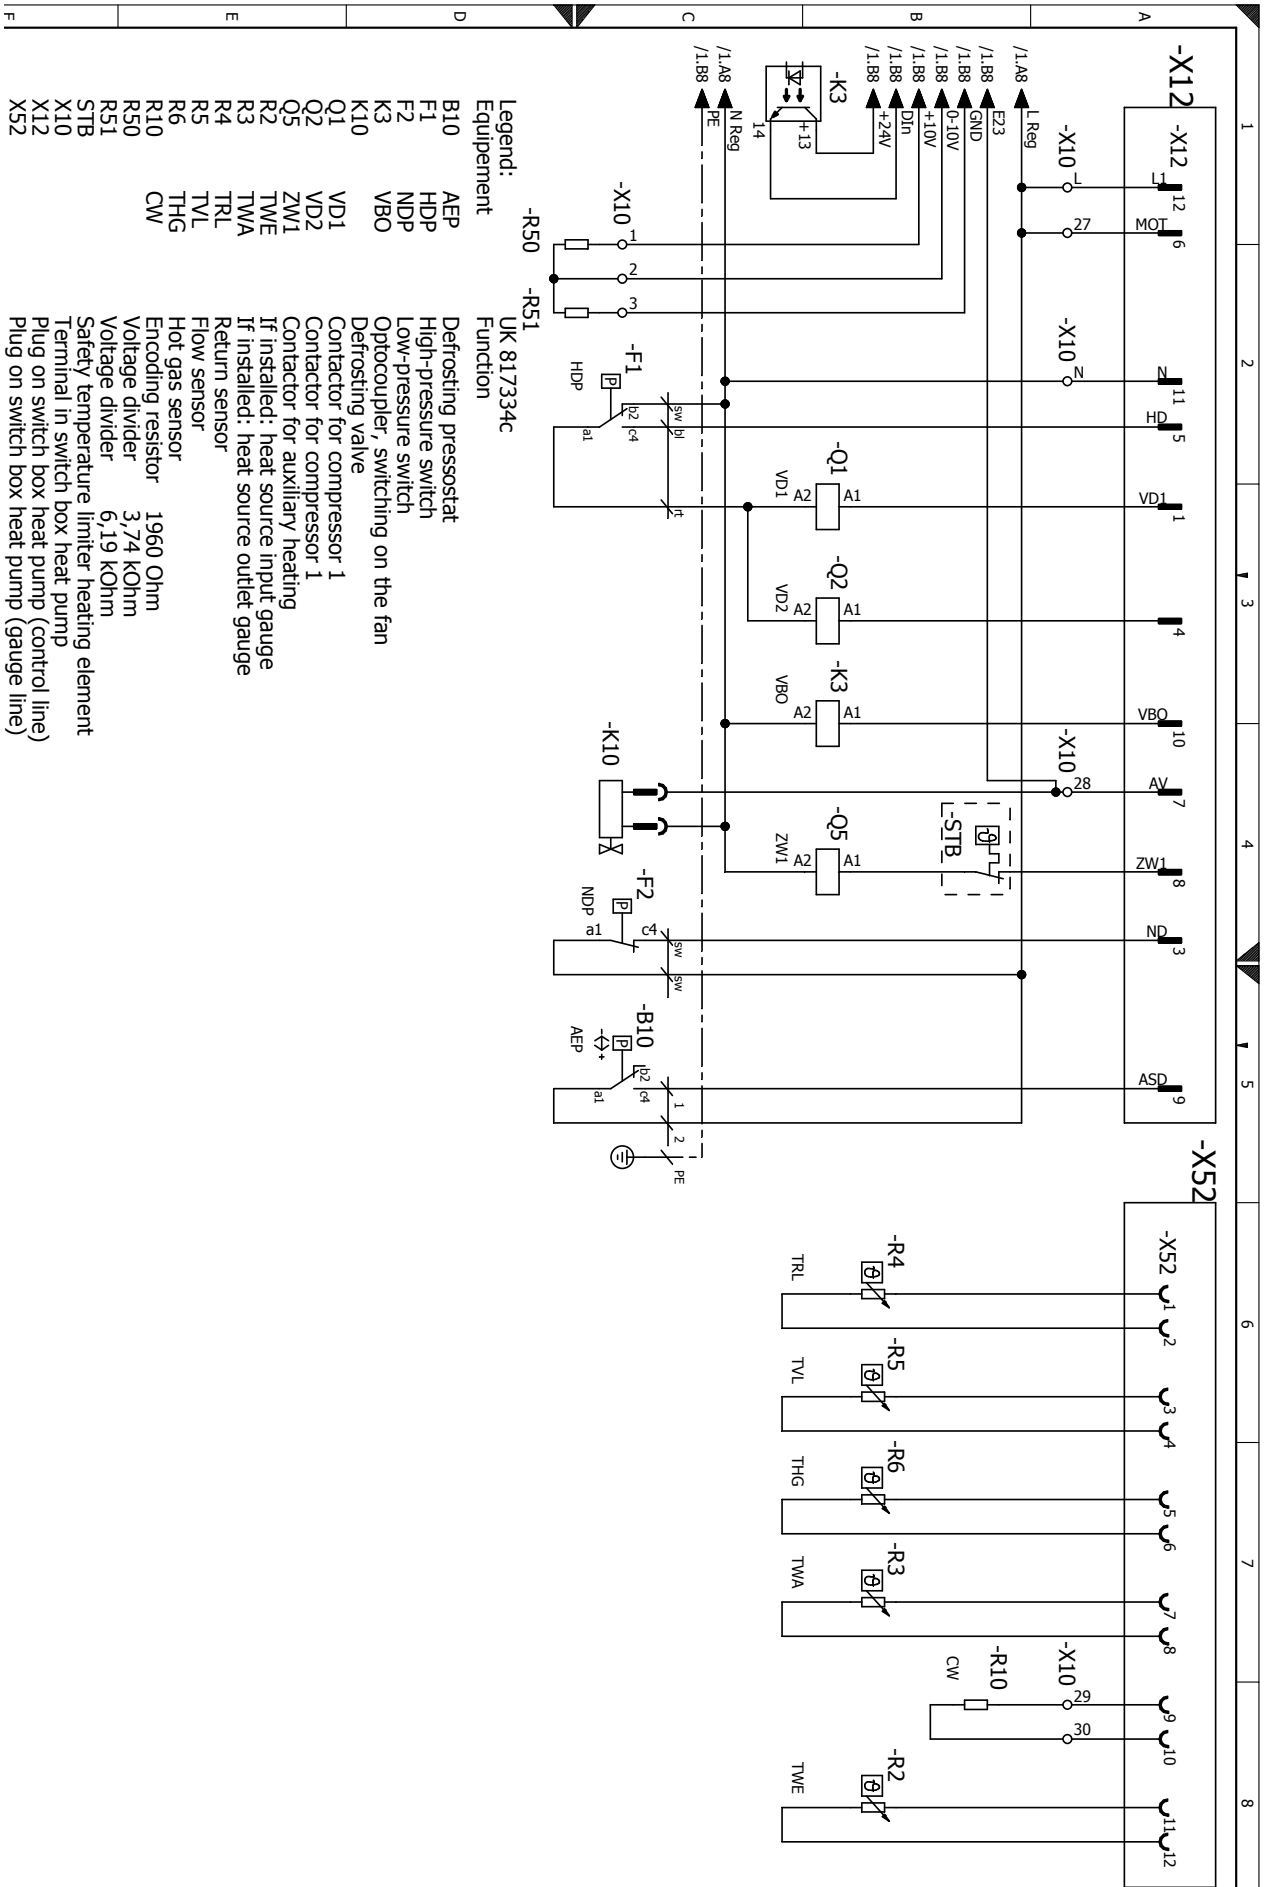 1 2 3 4 5 6 7 8
A
B
C
D
E
F
-X12
-X52
-X12
L1 12
MOT 6
N 11
HD 5
VD1 1
4
VBO 10
AV 7
ZW1 8
ND 3
ASD 9
-X52
1 2 3 4 5 6 7 8 9 10 11 12
-X10
L
27
-X10
N
-X10
28
-X10
29
30
/1.A8 L Reg
/1.B8 E23
/1.B8 GND
/1.B8 0-10V
/1.B8 +10V
/1.B8 DIn
/1.B8 +24V
-K3
+13
14
/1.A8 N Reg
/1.B8 PE
-STB
-Q1
A1
A2
VD1
-Q2
A1
A2
VD2
-K3
A1
A2
VBO
-Q5
A1
A2
ZW1
-R4
TRL
-R5
TVL
-R6
THG
-R3
TWA
-R10
CW
-R2
TWE
-X10
1
2
3
-R50
-R51
-F1
P
HDP
b2
c4
a1
sw
bl
rt
-K10
-F2
P
NDP
a1
c4
sw
sw
-B10
P
- +
AEP
b2
c4
a1
1
2
PE
Legend: UK 817334c
Equipement Function
B10 AEP Defrosting pressostat
F1 HDP High-pressure switch
F2 NDP Low-pressure switch
K3 VBO Optocoupler, switching on the fan
K10 Defrosting valve
Q1 VD1 Contactor for compressor 1
Q2 VD2 Contactor for compressor 1
Q5 ZW1 Contactor for auxiliary heating
R2 TWE If installed: heat source input gauge
R3 TWA If installed: heat source outlet gauge
R4 TRL Return sensor
R5 TVL Flow sensor
R6 THG Hot gas sensor
R10 CW Encoding resistor 1960 Ohm
R50 Voltage divider 3,74 kOhm
R51 Voltage divider 6,19 kOhm
STB Safety temperature limiter heating element
X10 Terminal in switch box heat pump
X12 Plug on switch box heat pump (control line)
X52 Plug on switch box heat pump (gauge line)